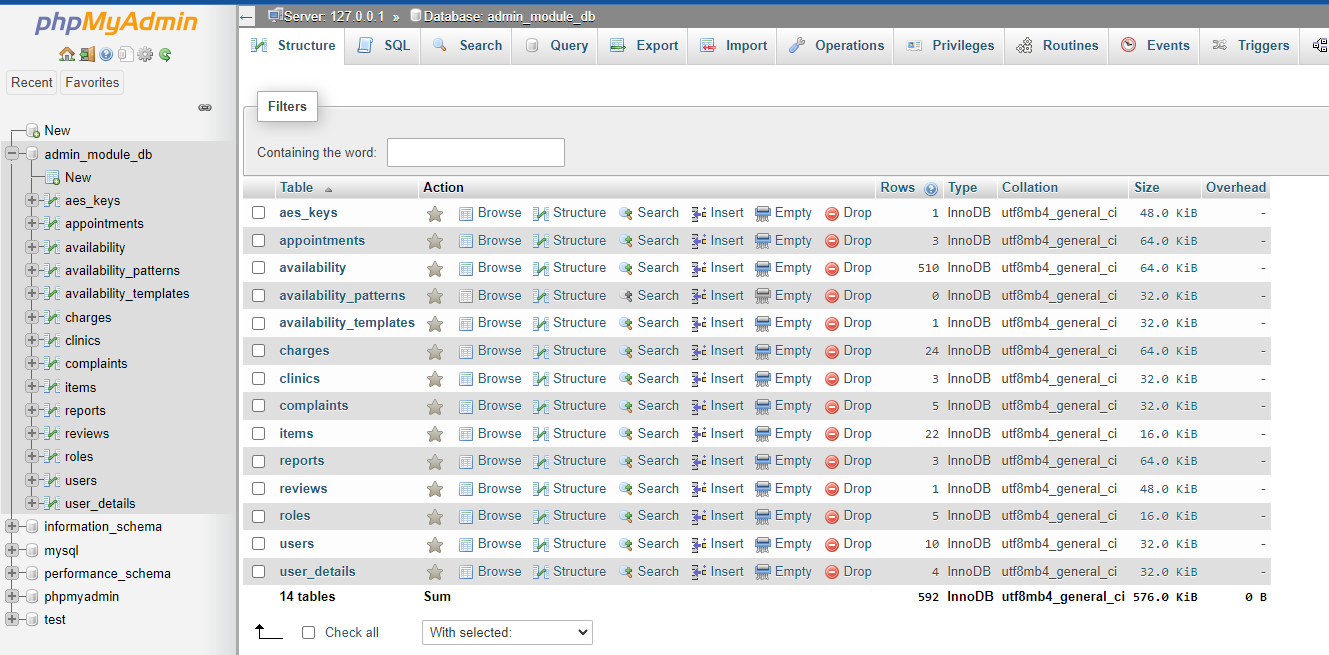 phpMyAdmin
Recent Favorites
New
admin_module_db
New
aes_keys
appointments
availability
availability_patterns
availability_templates
charges
clinics
complaints
items
reports
reviews
roles
users
user_details
information_schema
mysql
performance_schema
phpmyadmin
test
Server: 127.0.0.1 » Database: admin_module_db
Structure SQL Search Query Export Import Operations Privileges Routines Events Triggers
Filters
Containing the word:
Table Action Rows Type Collation Size Overhead
aes_keys Browse Structure Search Insert Empty Drop 1 InnoDB utf8mb4_general_ci 48.0 KiB -
appointments Browse Structure Search Insert Empty Drop 3 InnoDB utf8mb4_general_ci 64.0 KiB -
availability Browse Structure Search Insert Empty Drop 510 InnoDB utf8mb4_general_ci 64.0 KiB -
availability_patterns Browse Structure Search Insert Empty Drop 0 InnoDB utf8mb4_general_ci 32.0 KiB -
availability_templates Browse Structure Search Insert Empty Drop 1 InnoDB utf8mb4_general_ci 32.0 KiB -
charges Browse Structure Search Insert Empty Drop 24 InnoDB utf8mb4_general_ci 64.0 KiB -
clinics Browse Structure Search Insert Empty Drop 3 InnoDB utf8mb4_general_ci 32.0 KiB -
complaints Browse Structure Search Insert Empty Drop 5 InnoDB utf8mb4_general_ci 32.0 KiB -
items Browse Structure Search Insert Empty Drop 22 InnoDB utf8mb4_general_ci 16.0 KiB -
reports Browse Structure Search Insert Empty Drop 3 InnoDB utf8mb4_general_ci 64.0 KiB -
reviews Browse Structure Search Insert Empty Drop 1 InnoDB utf8mb4_general_ci 48.0 KiB -
roles Browse Structure Search Insert Empty Drop 5 InnoDB utf8mb4_general_ci 16.0 KiB -
users Browse Structure Search Insert Empty Drop 10 InnoDB utf8mb4_general_ci 32.0 KiB -
user_details Browse Structure Search Insert Empty Drop 4 InnoDB utf8mb4_general_ci 32.0 KiB -
14 tables Sum 592 InnoDB utf8mb4_general_ci 576.0 KiB 0 B
Check all With selected: